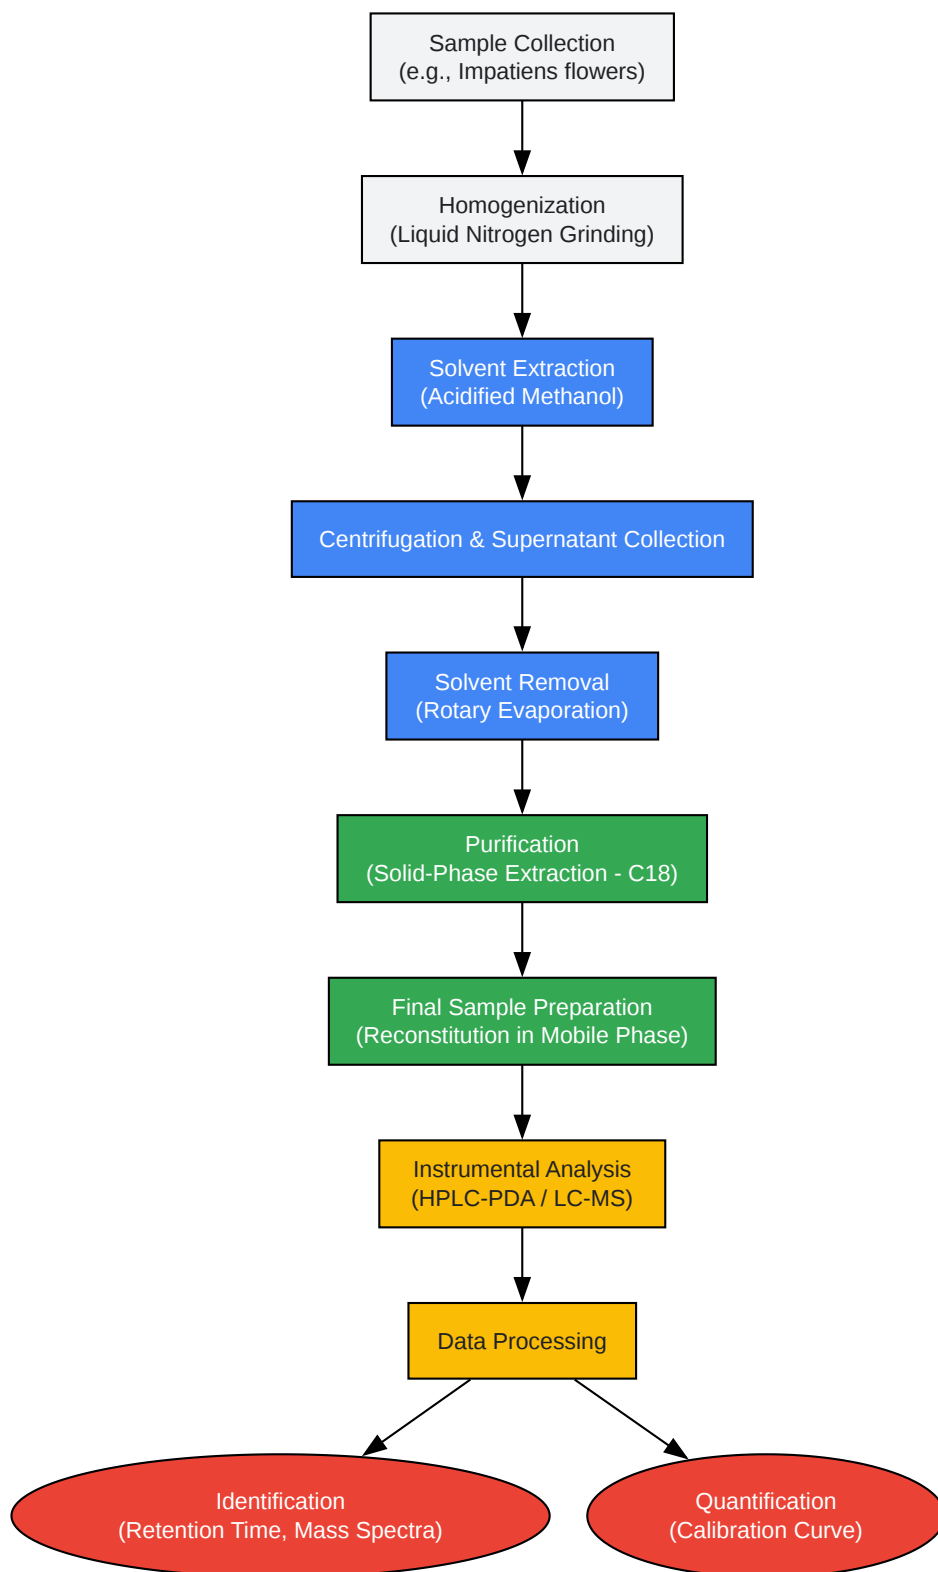 Sample Collection
(e.g., Impatiens flowers)
Homogenization
(Liquid Nitrogen Grinding)
Solvent Extraction
(Acidified Methanol)
Centrifugation & Supernatant Collection
Solvent Removal
(Rotary Evaporation)
Purification
(Solid-Phase Extraction - C18)
Final Sample Preparation
(Reconstitution in Mobile Phase)
Instrumental Analysis
(HPLC-PDA / LC-MS)
Data Processing
Identification
(Retention Time, Mass Spectra)
Quantification
(Calibration Curve)